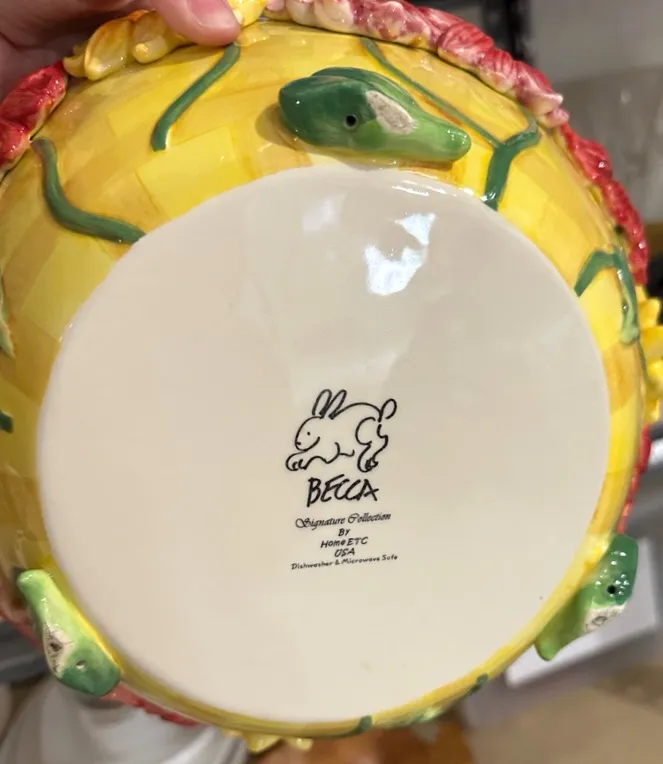 BECCA
Signature Collection
BY
Home ETC
USA
Dishwasher & Microwave Safe